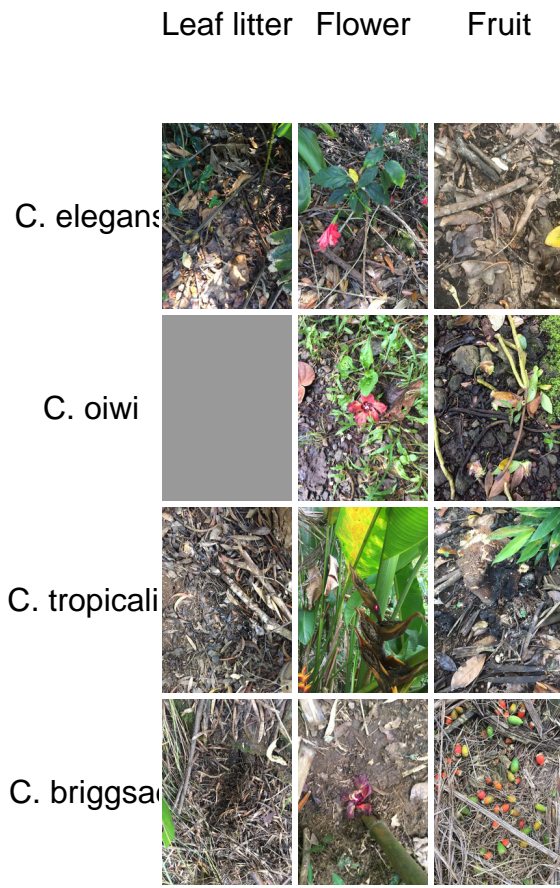 Leaf litter Flower Fruit
C. elegans
C. oiwi
C. tropicali
C. briggsa